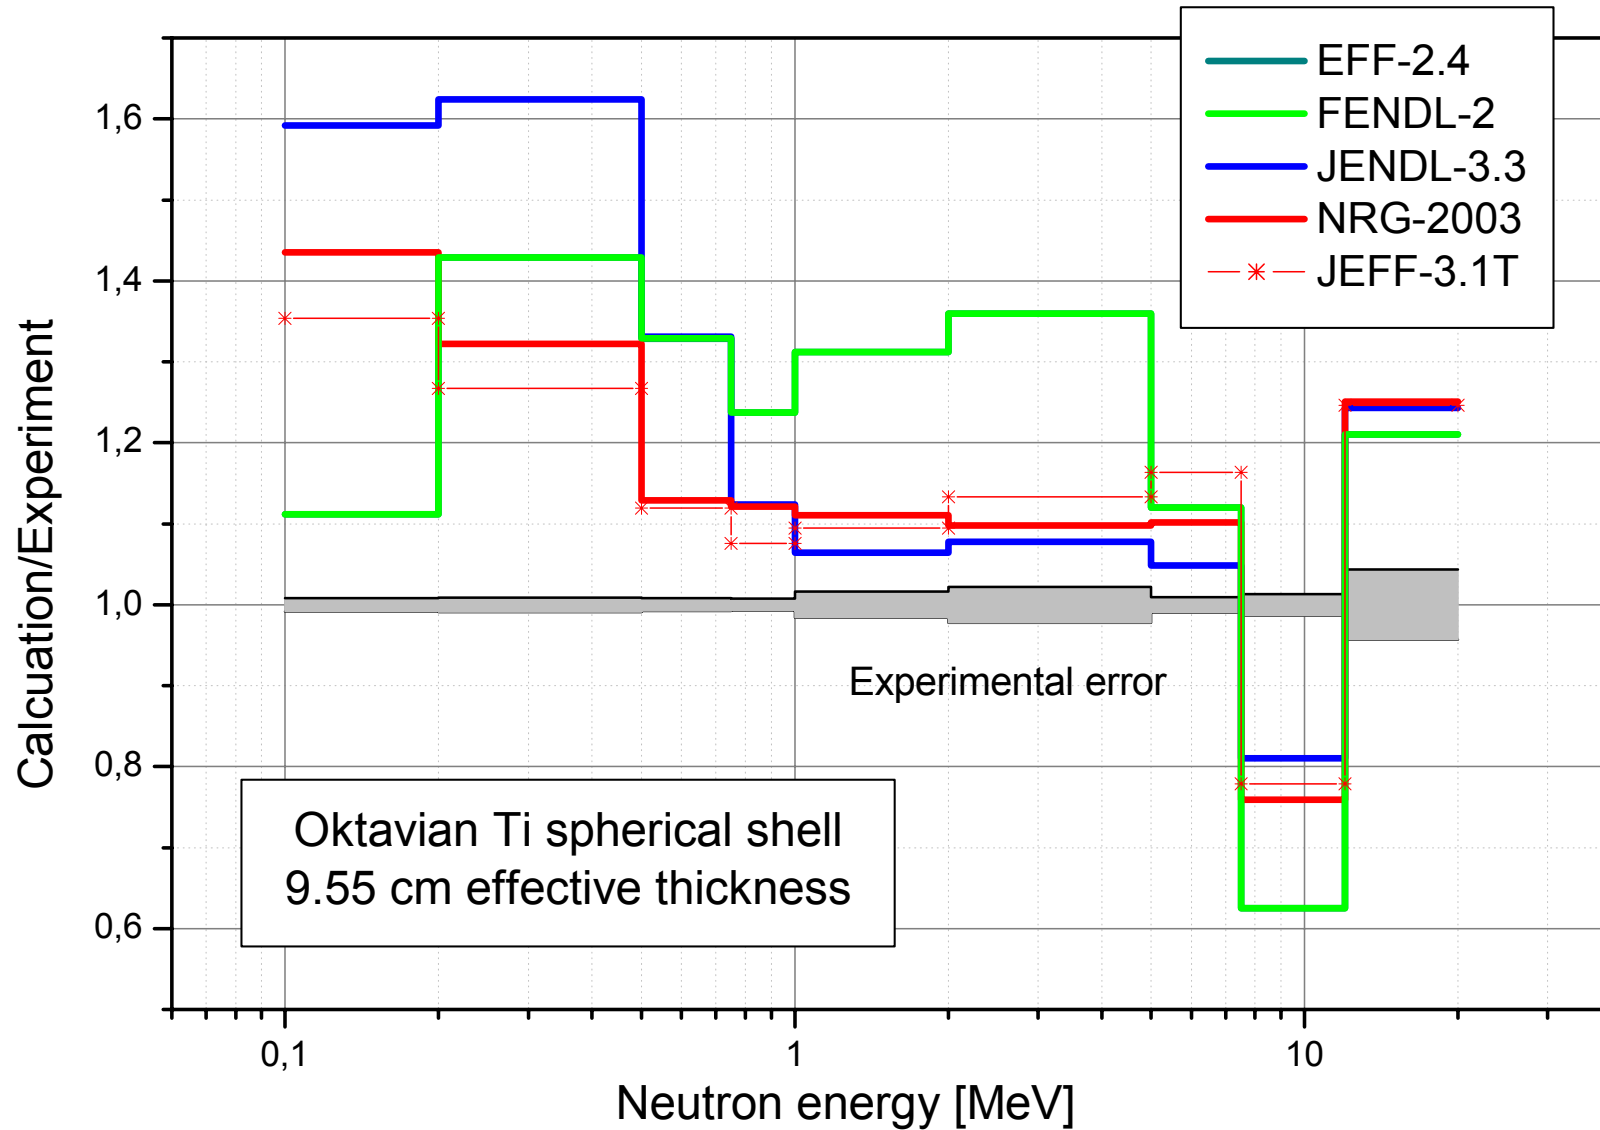 EFF-2.4
FENDL-2
JENDL-3.3
NRG-2003
JEFF-3.1T
1,6
1,4
1,2
1,0
0,8
0,6
Calcuation/Experiment
Experimental error
Oktavian Ti spherical shell
9.55 cm effective thickness
0,1
1
10
Neutron energy [MeV]